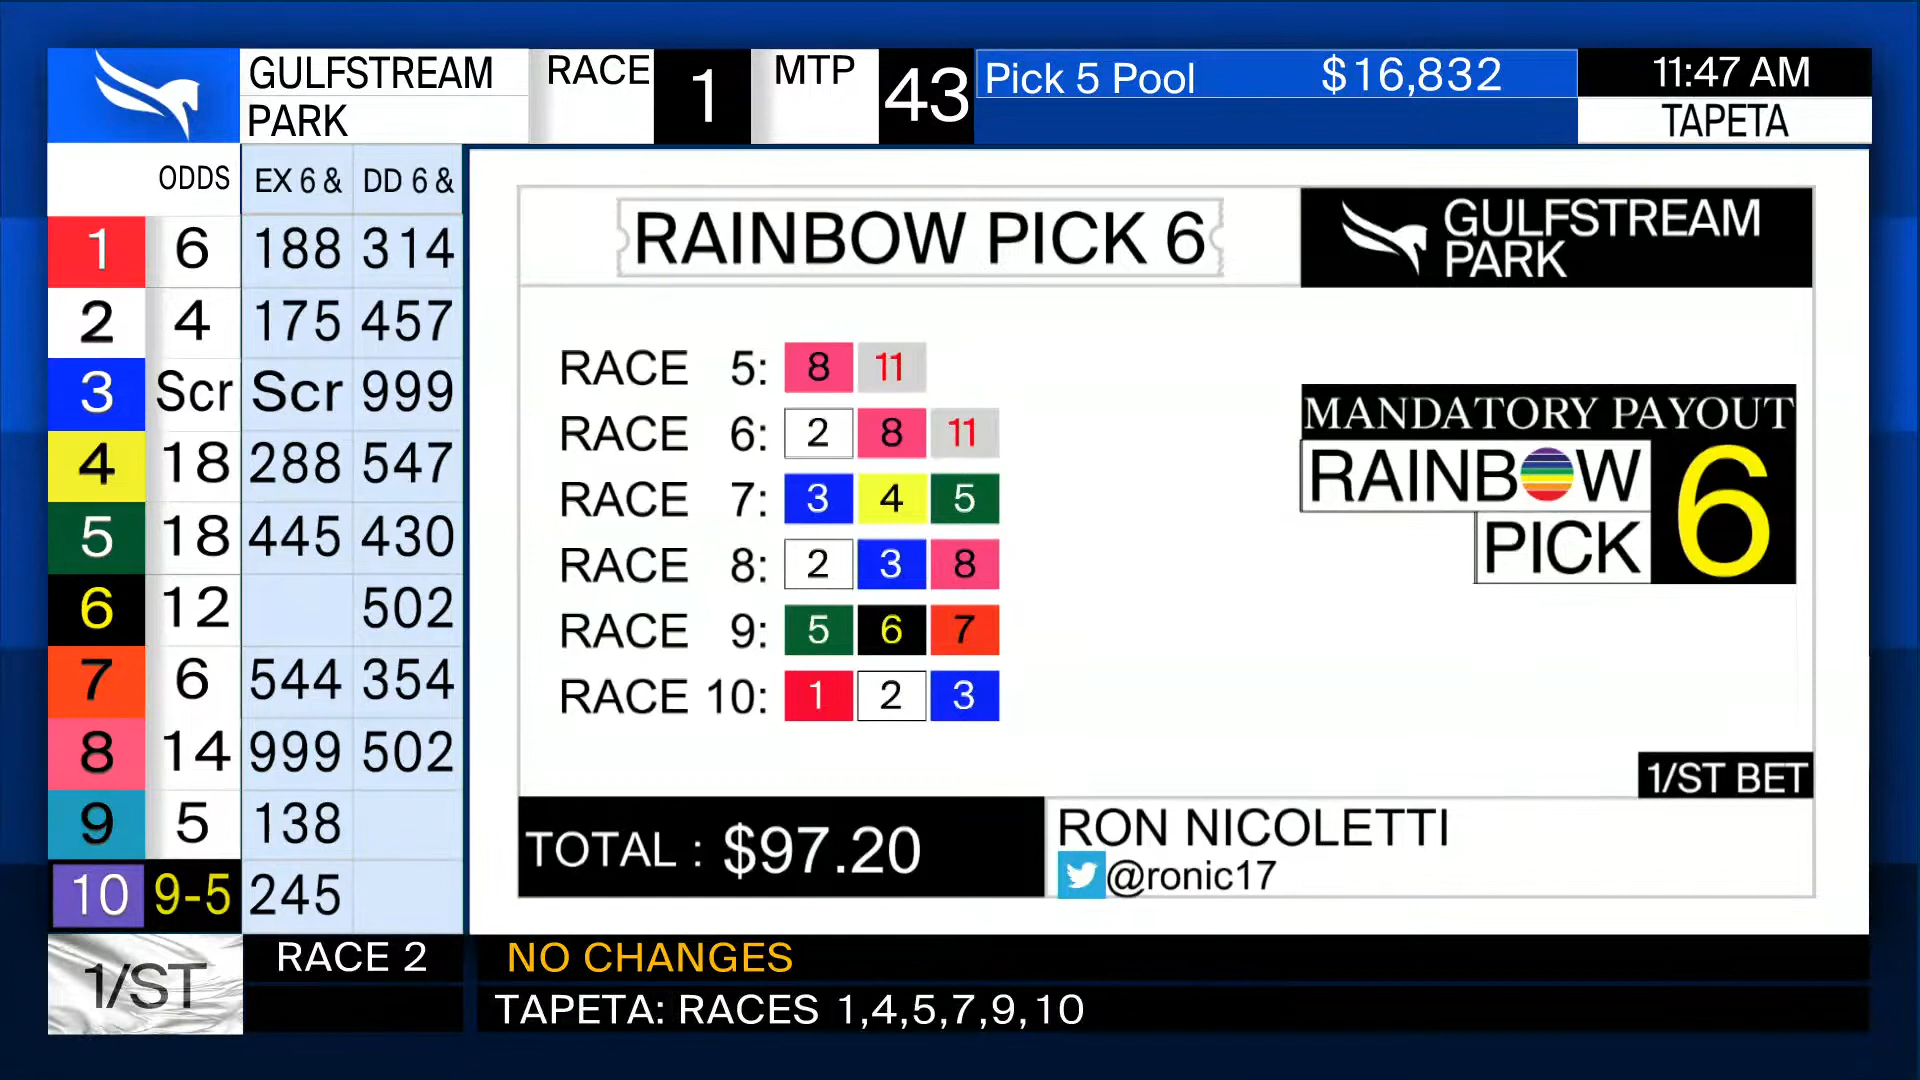 GULFSTREAM PARK RACE 1 MTP 43 Pick 5 Pool $16,832 11:47 AM
TAPETA
ODDS EX 6 & DD 6 &
1 6 188 314
2 4 175 457
3 Scr Scr 999
4 18 288 547
5 18 445 430
6 12 502
7 6 544 354
8 14 999 502
9 5 138
10 9-5 245
RAINBOW PICK 6
GULFSTREAM
PARK
RACE 5: 8 11
RACE 6: 2 8 11
RACE 7: 3 4 5
RACE 8: 2 3 8
RACE 9: 5 6 7
RACE 10: 1 2 3
MANDATORY PAYOUT
RAINBOW
PICK 6
1/ST BET
TOTAL : $97.20
RON NICOLETTI
@ronic17
1/ST
RACE 2 NO CHANGES
TAPETA: RACES 1,4,5,7,9,10